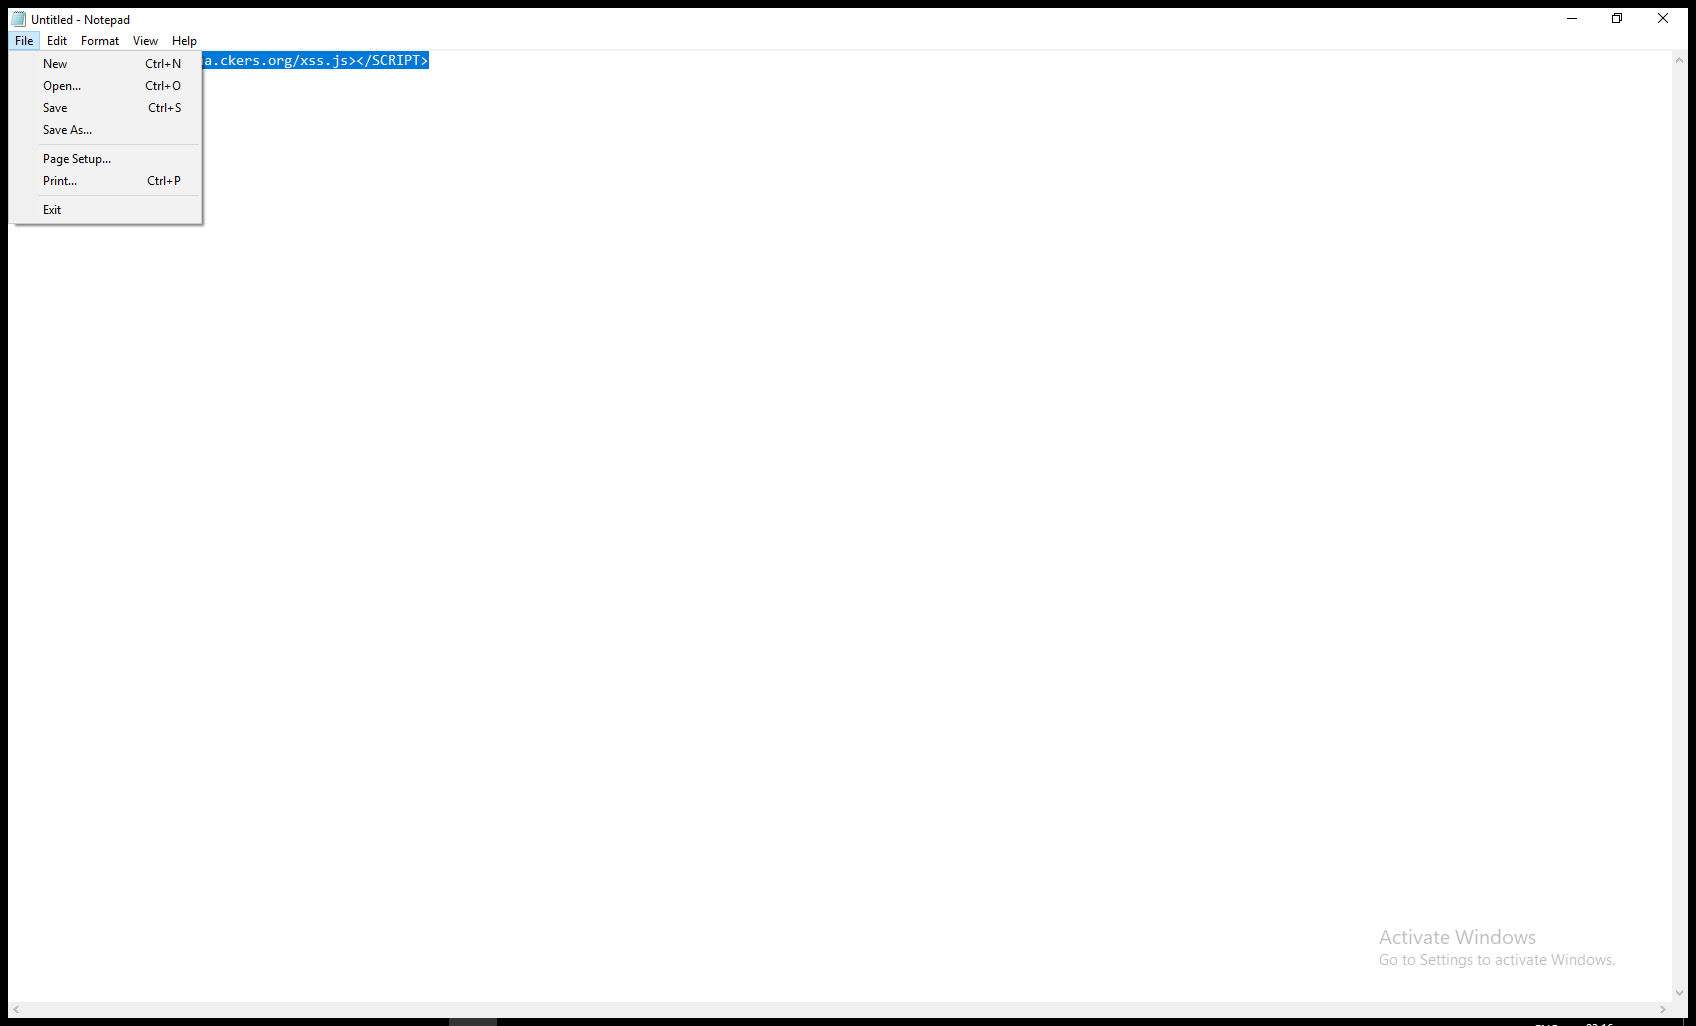 Untitled - Notepad
File Edit Format View Help
a.ckers.org/xss.js></SCRIPT>
New Ctrl+N
Open... Ctrl+O
Save Ctrl+S
Save As...
Page Setup...
Print... Ctrl+P
Exit
Activate Windows
Go to Settings to activate Windows.